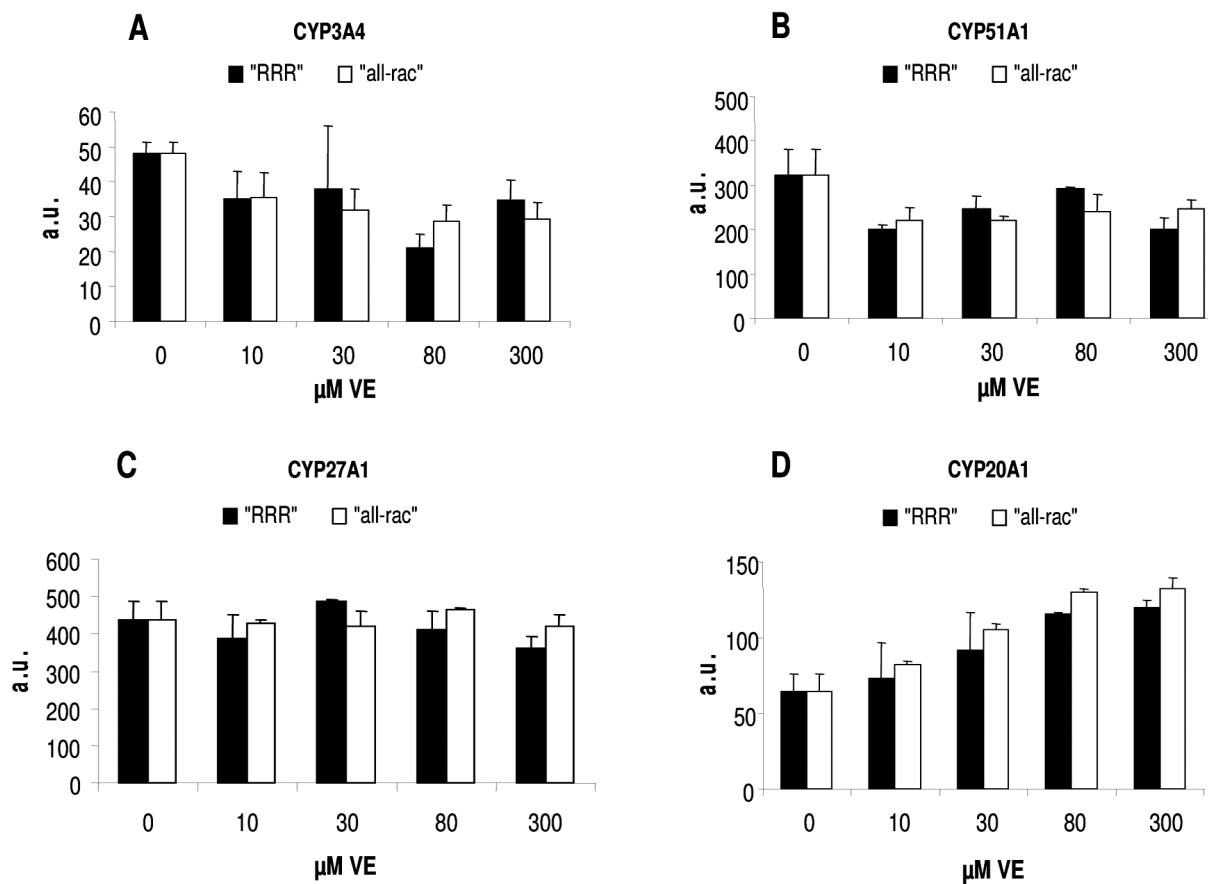 A
CYP3A4
"RRR" "all-rac"
60
50
40
30
20
10
0
a.u.
0 10 30 80 300
µM VE
B
CYP51A1
"RRR" "all-rac"
500
400
300
200
100
0
a.u.
0 10 30 80 300
µM VE
C
CYP27A1
"RRR" "all-rac"
600
500
400
300
200
100
0
a.u.
0 10 30 80 300
µM VE
D
CYP20A1
"RRR" "all-rac"
150
100
50
0
a.u.
0 10 30 80 300
µM VE